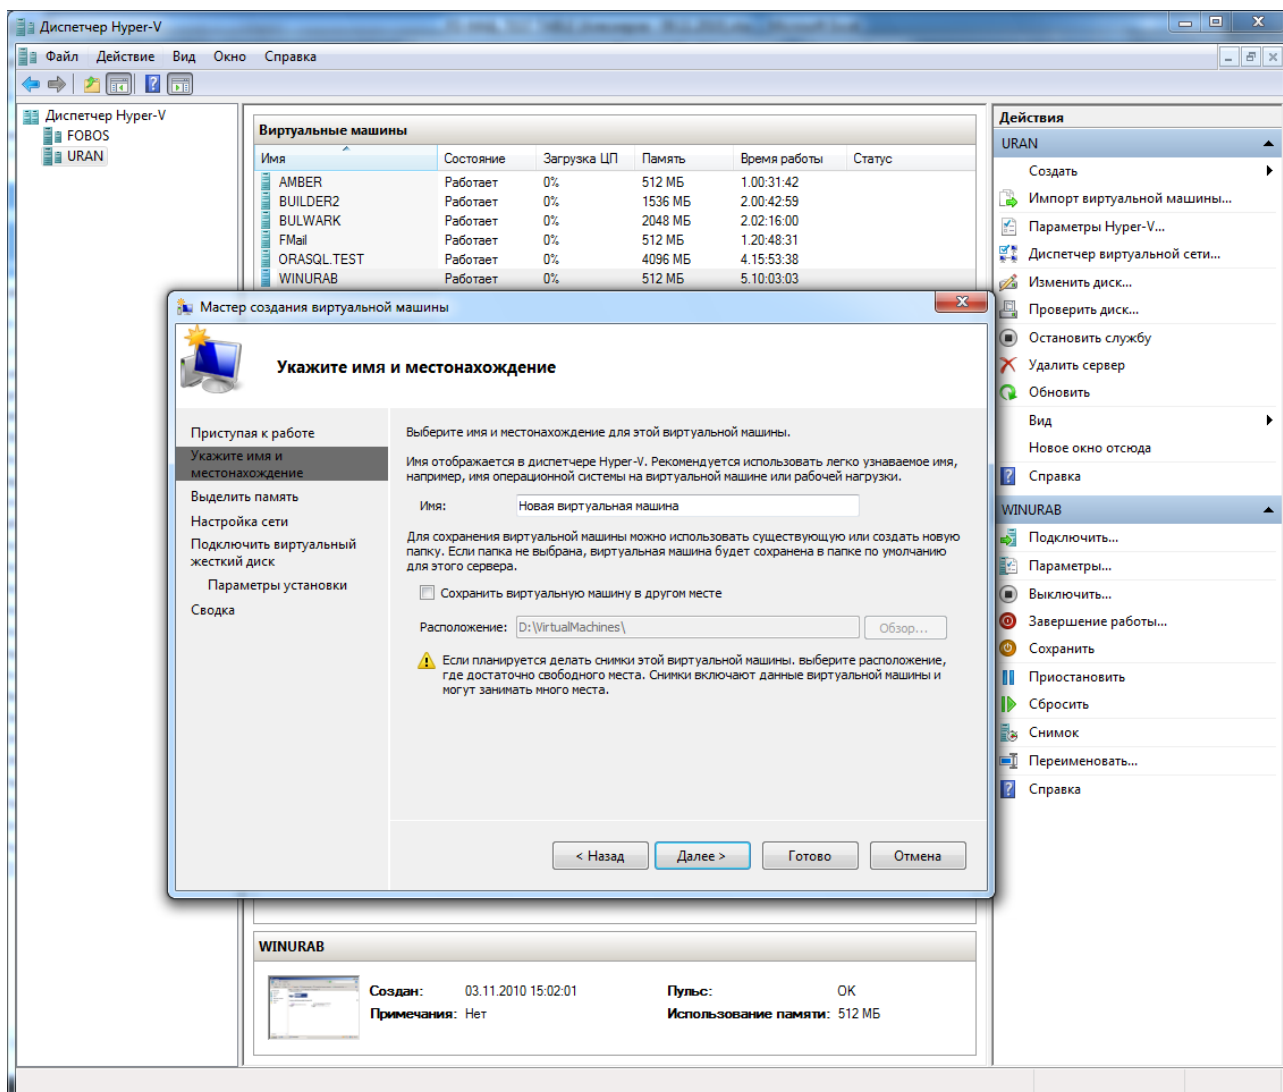 Диспетчер Hyper-V
Файл Действие Вид Окно Справка
Диспетчер Hyper-V
FOBOS
URAN
Виртуальные машины
Имя Состояние Загрузка ЦП Память Время работы Статус
AMBER Работает 0% 512 МБ 1.00:31:42
BUILDER2 Работает 0% 1536 МБ 2.00:42:59
BULWARK Работает 0% 2048 МБ 2.02:16:00
FMail Работает 0% 512 МБ 1.20:48:31
ORASQL.TEST Работает 0% 4096 МБ 4.15:53:38
WINURAB Работает 0% 512 МБ 5.10:03:03
Мастер создания виртуальной машины
Укажите имя и местонахождение
Приступая к работе
Укажите имя и
местонахождение
Выделить память
Настройка сети
Подключить виртуальный
жесткий диск
Параметры установки
Сводка
Выберите имя и местонахождение для этой виртуальной машины.
Имя отображается в диспетчере Hyper-V. Рекомендуется использовать легко узнаваемое имя,
например, имя операционной системы на виртуальной машине или рабочей нагрузки.
Имя: Новая виртуальная машина
Для сохранения виртуальной машины можно использовать существующую или создать новую
папку. Если папка не выбрана, виртуальная машина будет сохранена в папке по умолчанию
для этого сервера.
Сохранить виртуальную машину в другом месте
Расположение: D:\VirtualMachines\ Обзор...
Если планируется делать снимки этой виртуальной машины. выберите расположение,
где достаточно свободного места. Снимки включают данные виртуальной машины и
могут занимать много места.
< Назад Далее > Готово Отмена
WINURAB
Создан: 03.11.2010 15:02:01 Пульс: OK
Примечания: Нет Использование памяти: 512 МБ
Действия
URAN
Создать
Импорт виртуальной машины...
Параметры Hyper-V...
Диспетчер виртуальной сети...
Изменить диск...
Проверить диск...
Остановить службу
Удалить сервер
Обновить
Вид
Новое окно отсюда
Справка
WINURAB
Подключить...
Параметры...
Выключить...
Завершение работы...
Сохранить
Приостановить
Сбросить
Снимок
Переименовать...
Справка